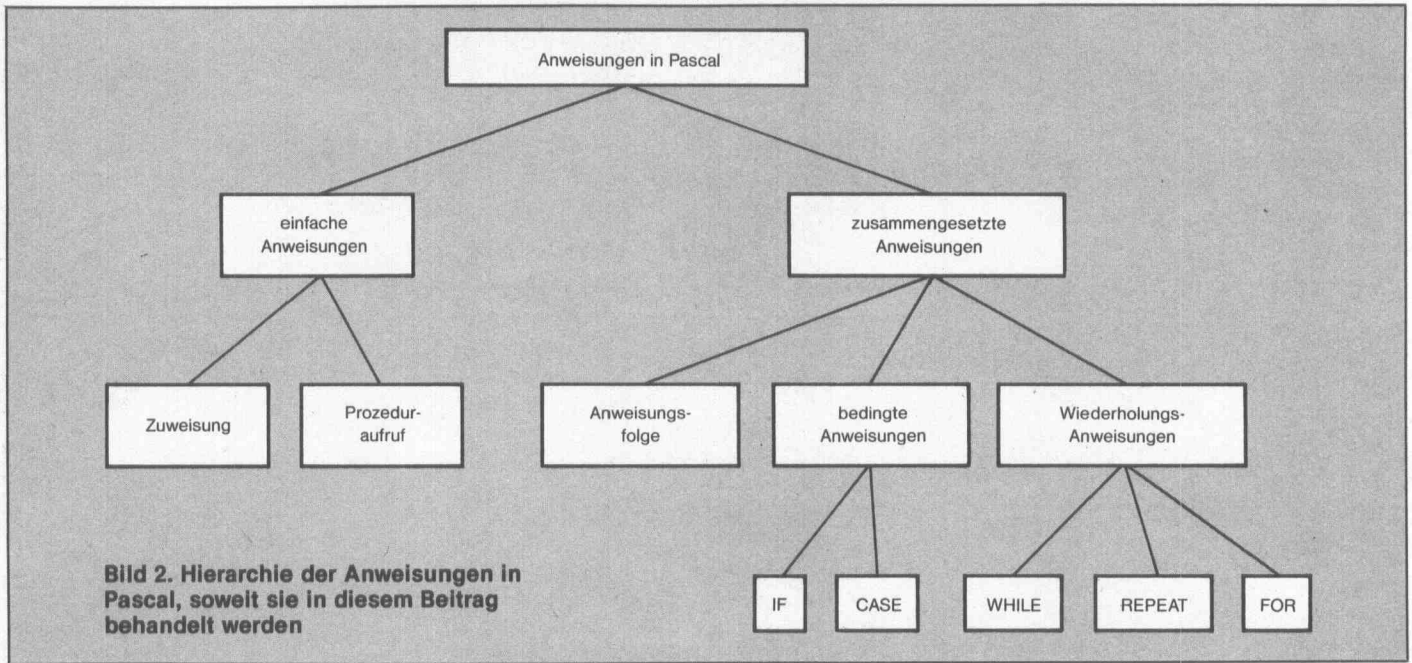 Anweisungen in Pascal
einfache
Anweisungen
zusammengesetzte
Anweisungen
Zuweisung
Prozedur-
aufruf
Anweisungs-
folge
bedingte
Anweisungen
Wiederholungs-
Anweisungen
IF
CASE
WHILE
REPEAT
FOR
Bild 2. Hierarchie der Anweisungen in
Pascal, soweit sie in diesem Beitrag
behandelt werden